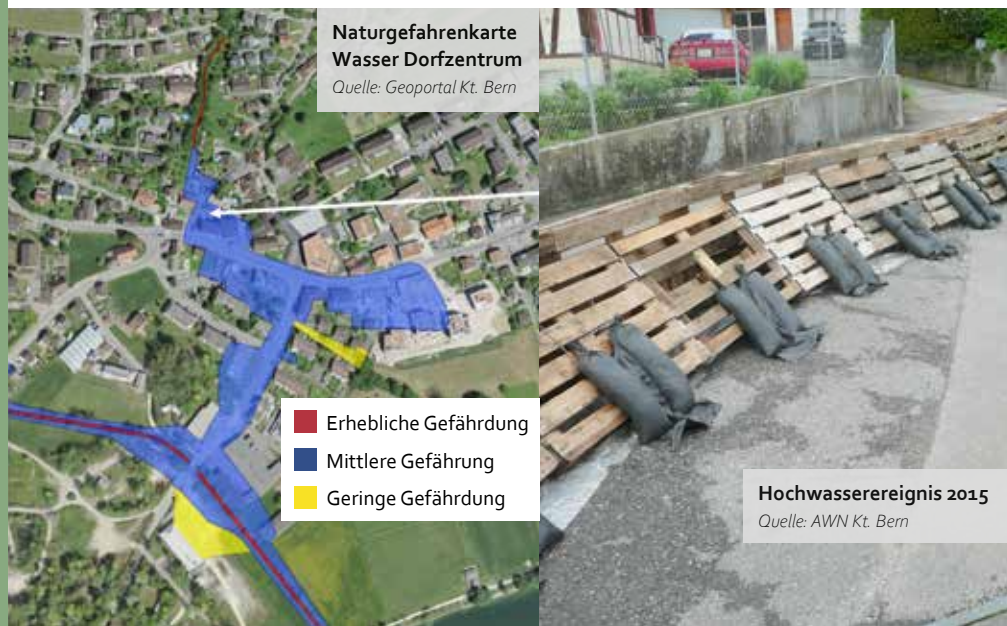 Naturgefahrenkarte
Wasser Dorfzentrum
Quelle: Geoportal Kt. Bern
Erhebliche Gefährdung
Mittlere Gefährung
Geringe Gefährdung
Hochwasserereignis 2015
Quelle: AWN Kt. Bern